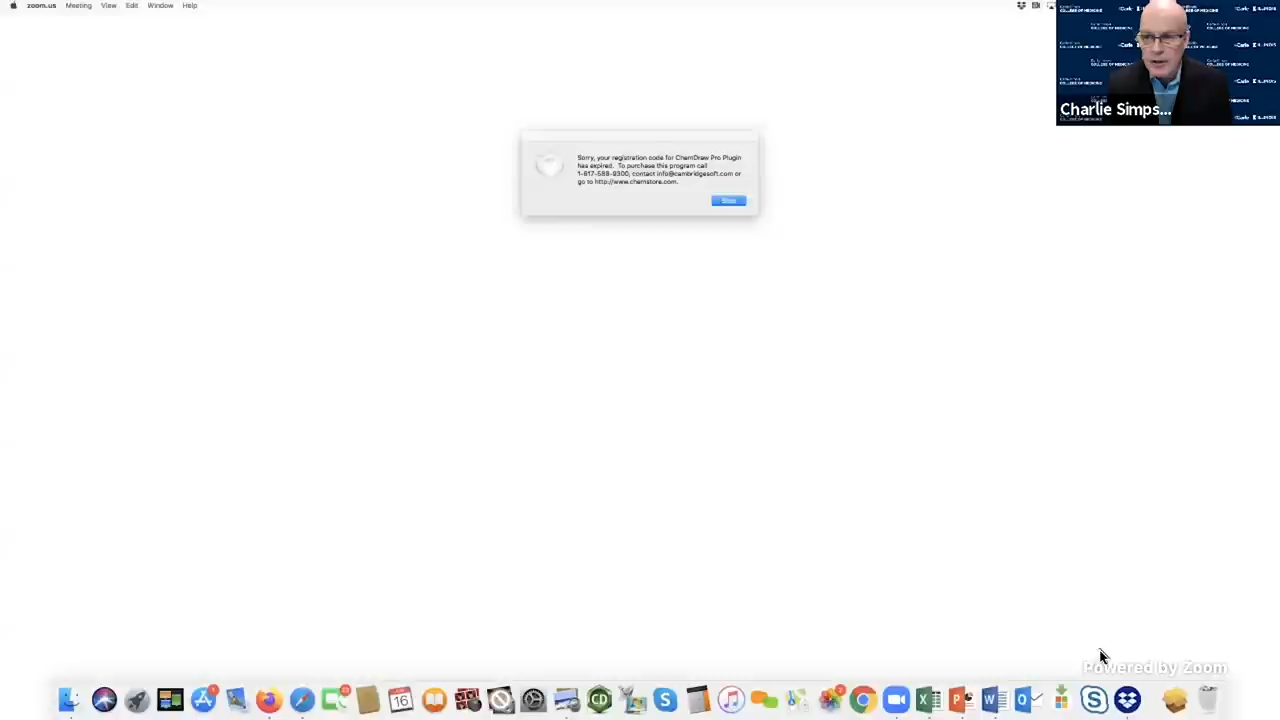 zoom.us Meeting View Edit Window Help
Sorry, your registration code for ChemDraw Pro Plugin
has expired. To purchase this program call
1-617-588-9300, contact info@cambridgesoft.com or
go to http://www.chemstore.com.
Charlie Simps...
16
Powered by Zoom